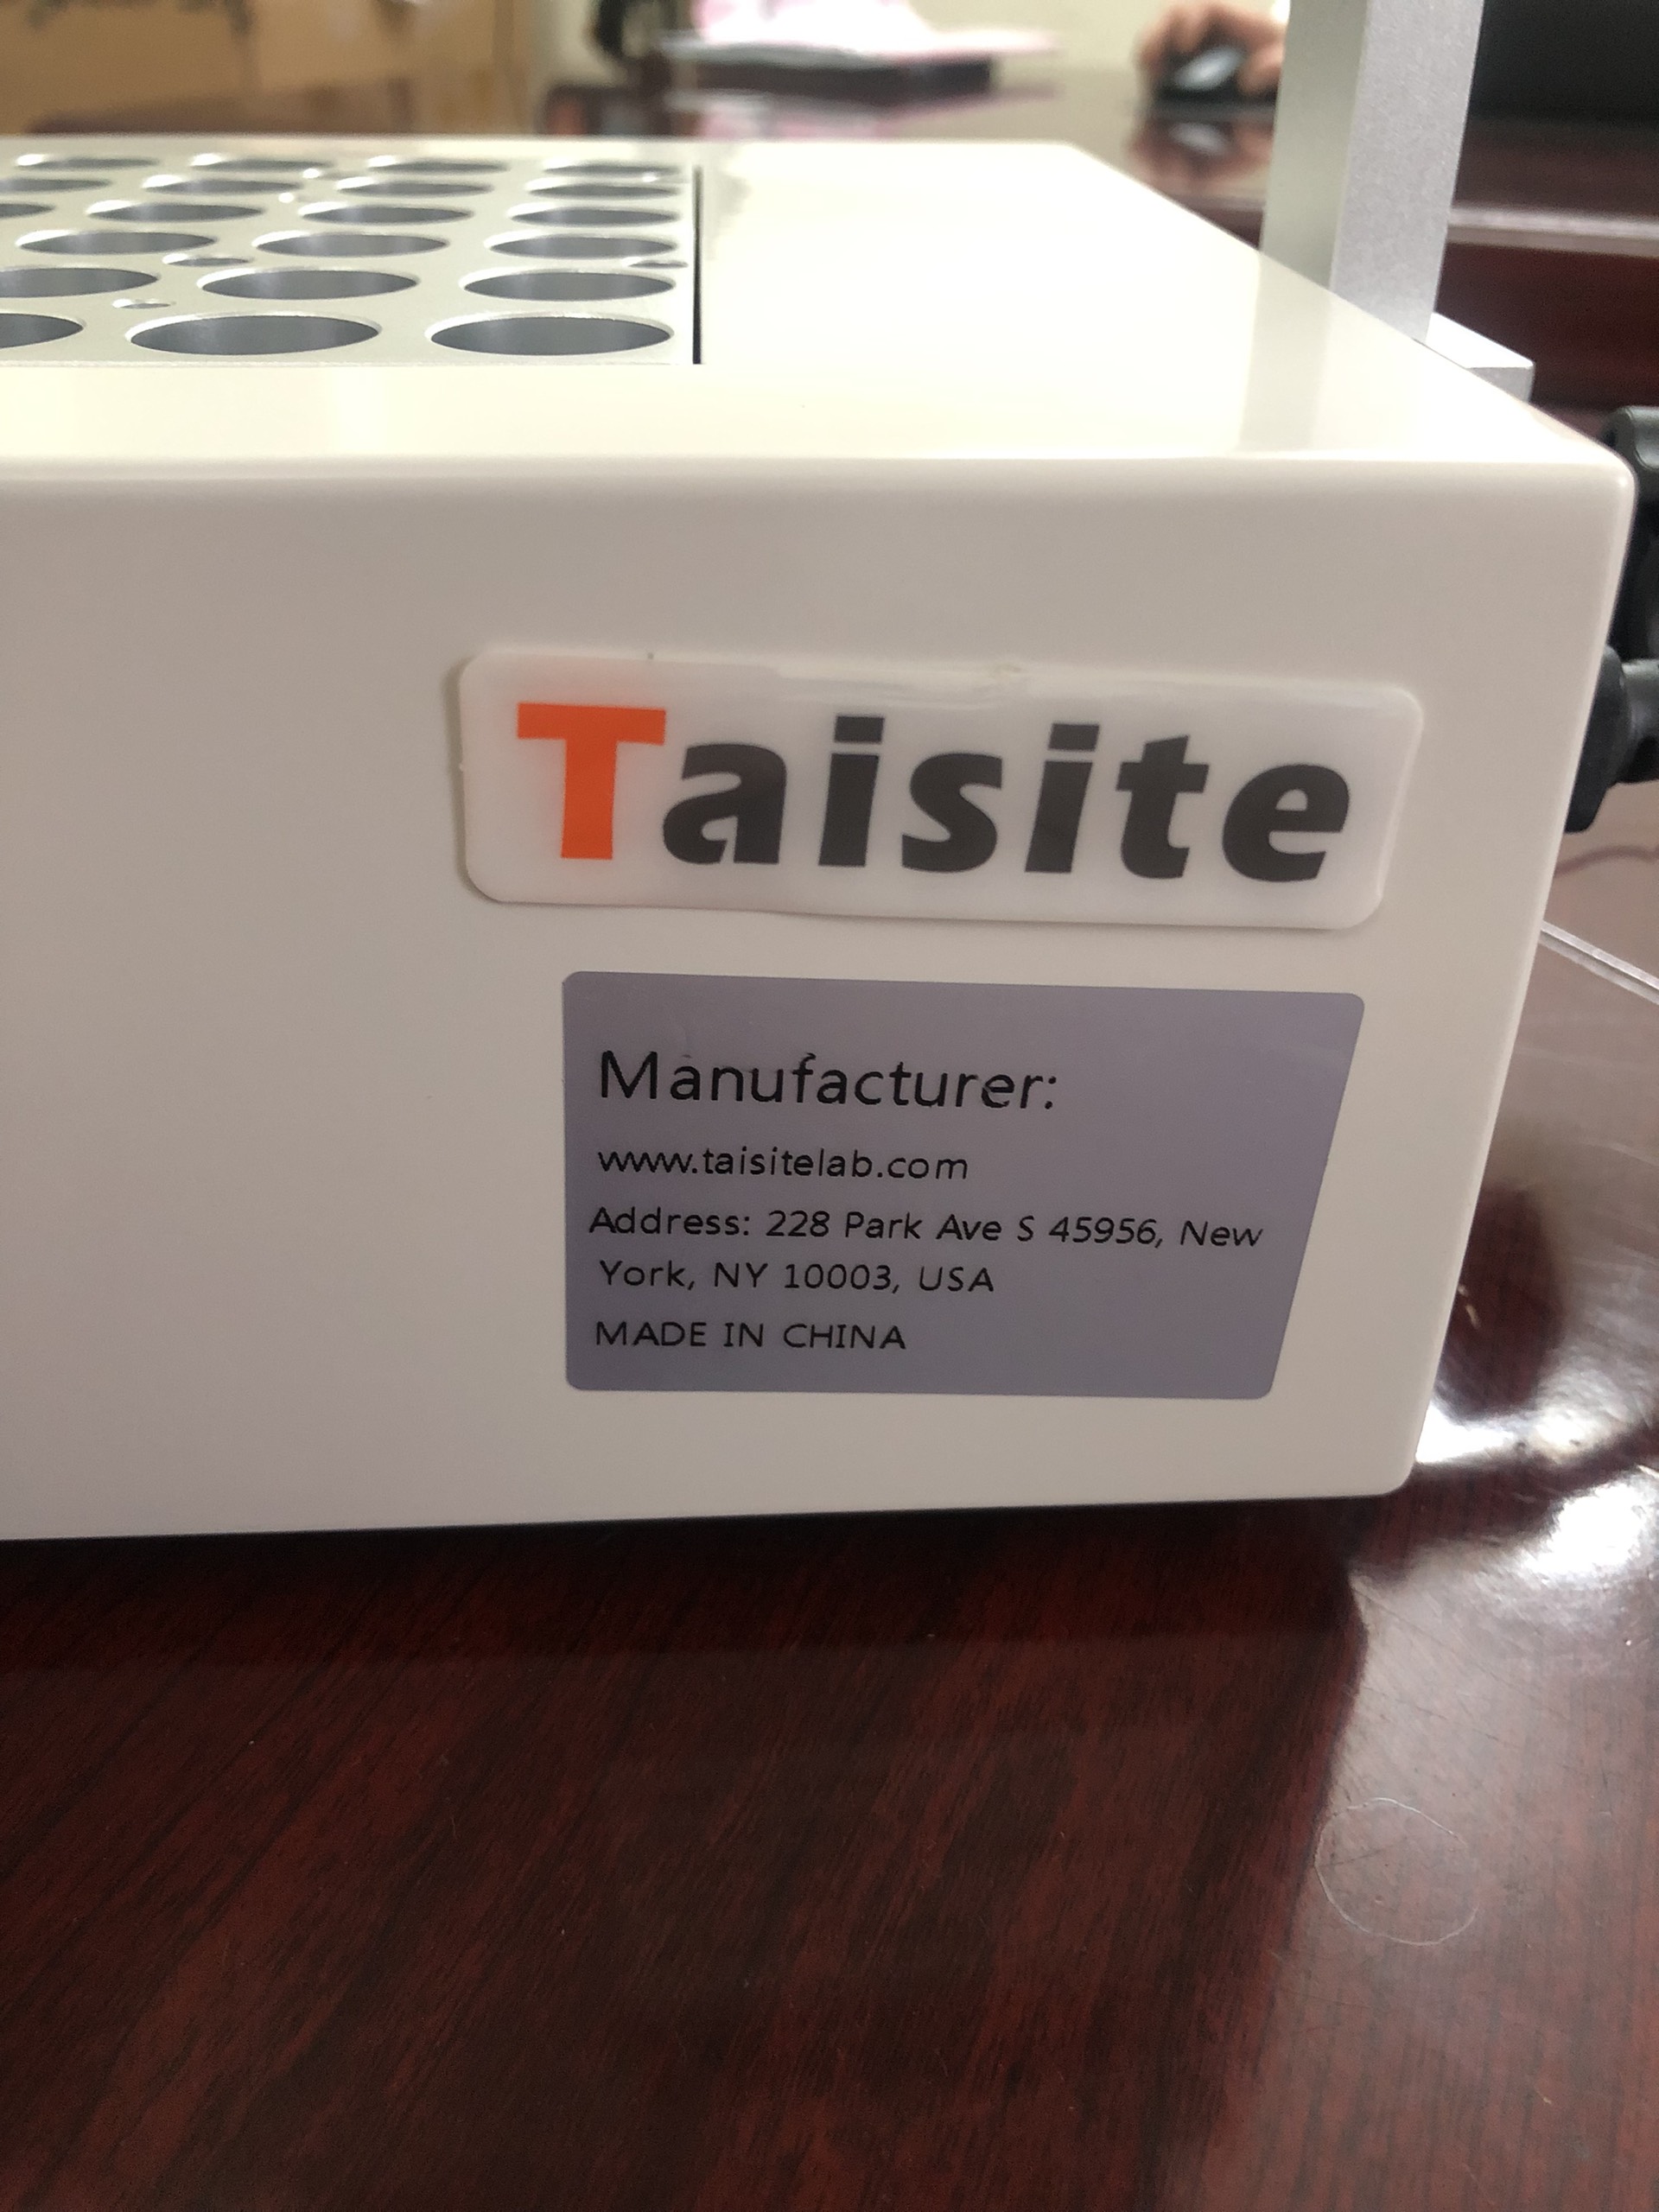 Taisite
Manufacturer:
www.taisitelab.com
Address: 228 Park Ave S 45956, New
York, NY 10003, USA
MADE IN CHINA